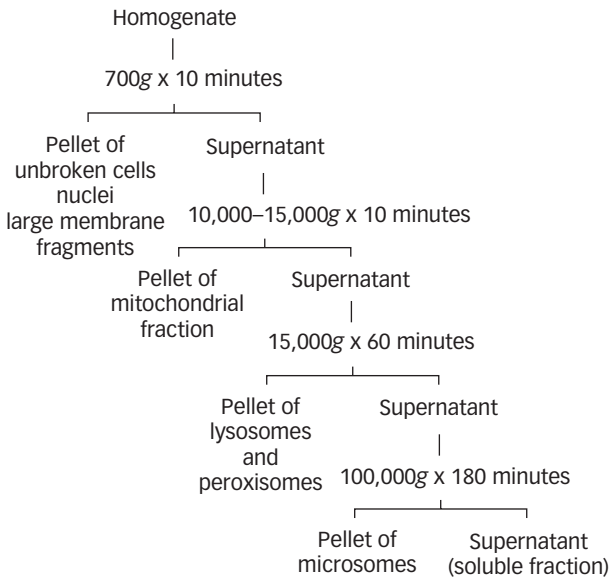 Homogenate
700g x 10 minutes
Pellet of
unbroken cells
nuclei
large membrane
fragments
Supernatant
10,000–15,000g x 10 minutes
Pellet of
mitochondrial
fraction
Supernatant
15,000g x 60 minutes
Pellet of
lysosomes
and
peroxisomes
Supernatant
100,000g x 180 minutes
Pellet of
microsomes
Supernatant
(soluble fraction)